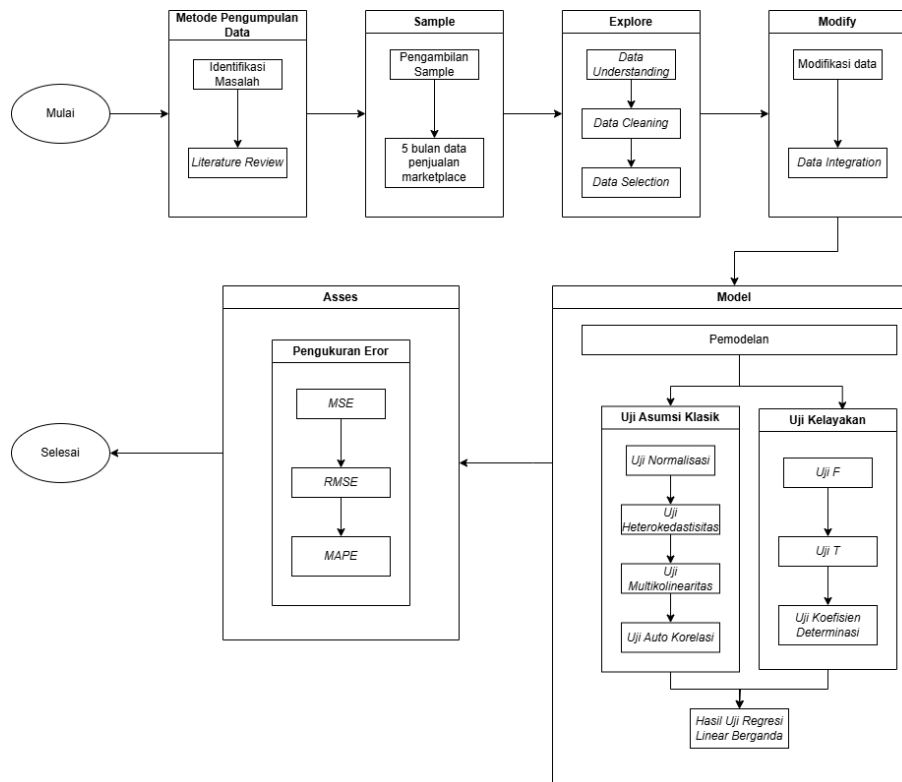 Mulai
Metode Pengumpulan
Data
Identifikasi
Masalah
Literature Review
Sample
Pengambilan
Sample
5 bulan data
penjualan
marketplace
Explore
Data
Understanding
Data Cleaning
Data Selection
Modify
Modifikasi data
Data Integration
Model
Pemodelan
Uji Asumsi Klasik
Uji Normalisasi
Uji
Heterokedastisitas
Uji
Multikolinearitas
Uji Auto Korelasi
Uji Kelayakan
Uji F
Uji T
Uji Koefisien
Determinasi
Hasil Uji Regresi
Linear Berganda
Asses
Pengukuran Eror
MSE
RMSE
MAPE
Selesai